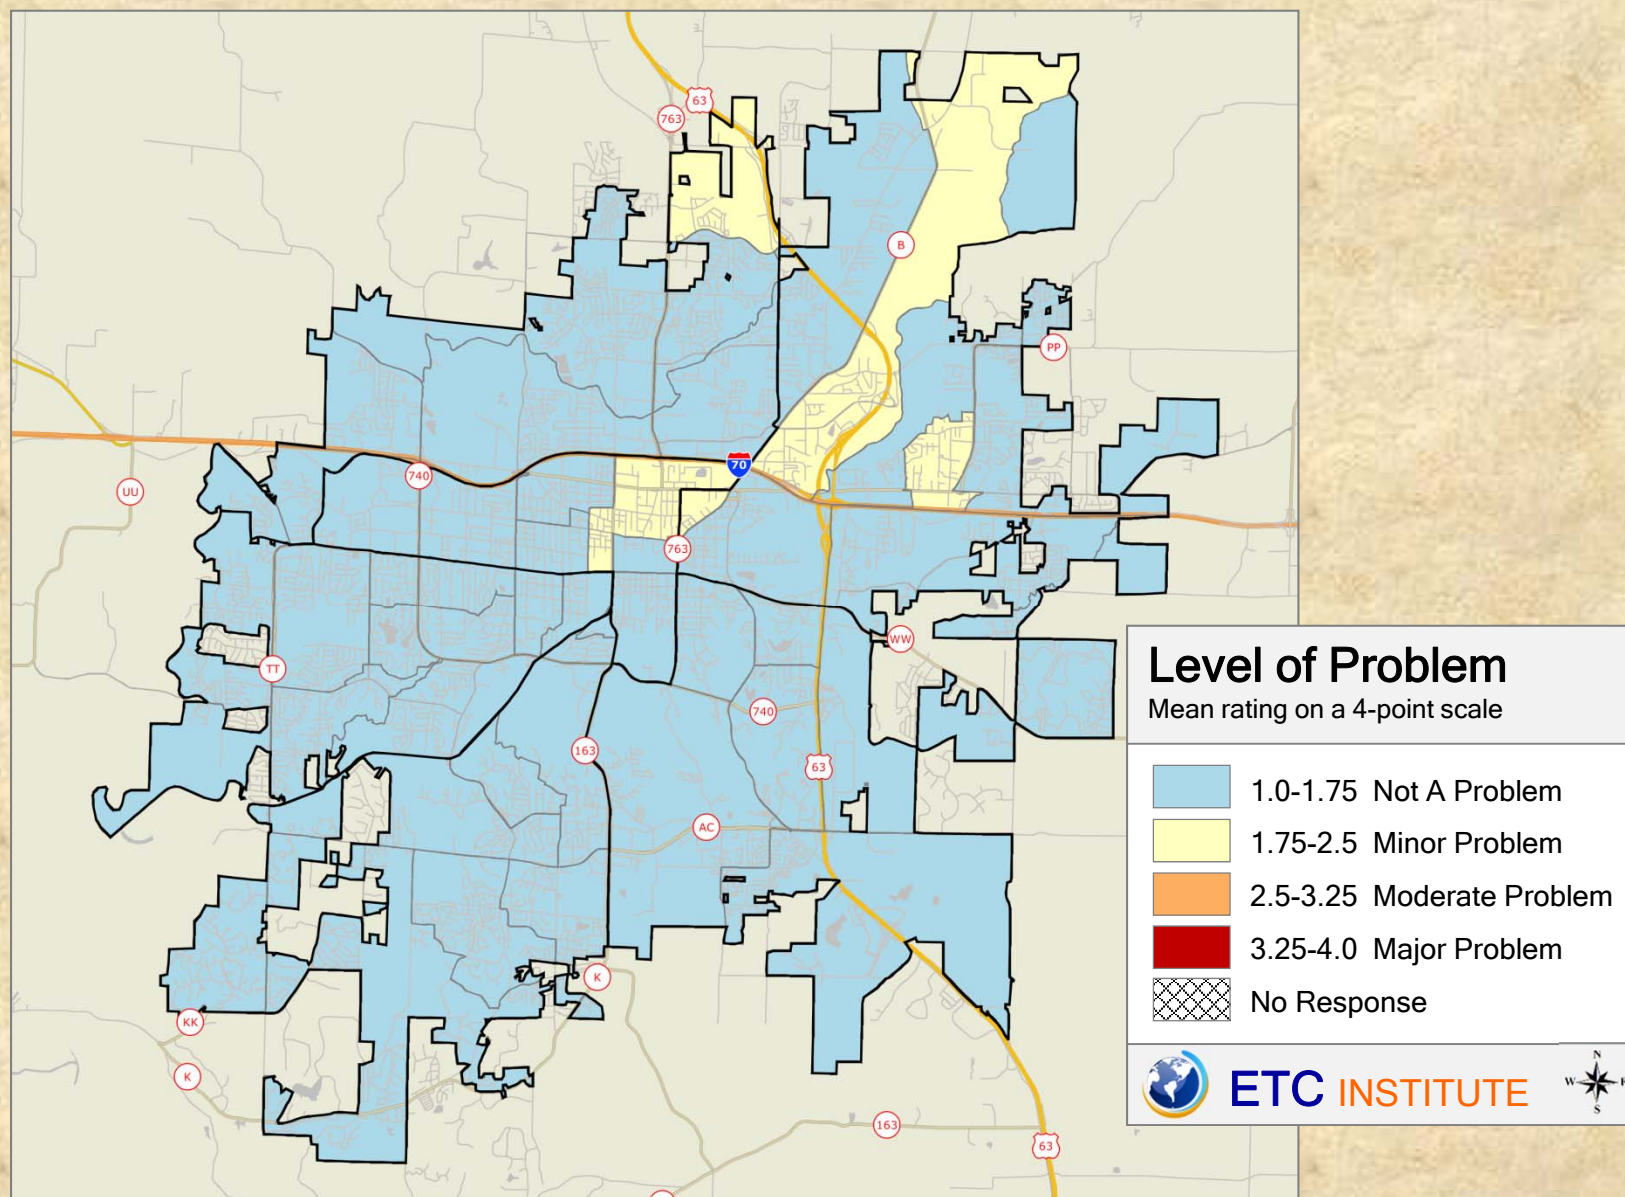 63
763
B
PP
70
740
UU
763
WW
TT
740
163
63
AC
K
KK
K
163
63
Level of Problem
Mean rating on a 4-point scale
1.0-1.75 Not A Problem
1.75-2.5 Minor Problem
2.5-3.25 Moderate Problem
3.25-4.0 Major Problem
No Response
ETC INSTITUTE
N
W
S